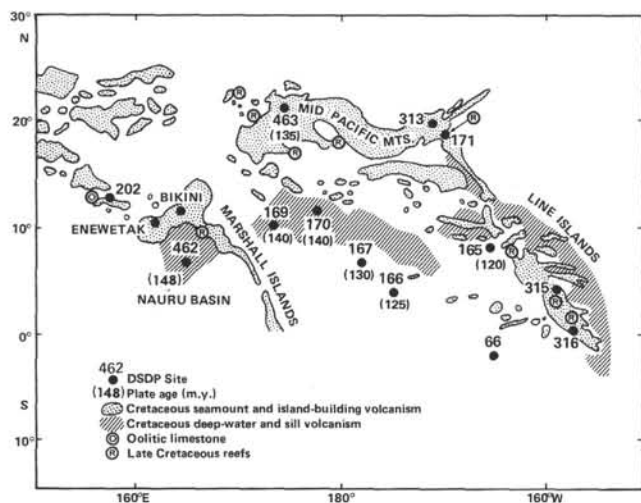 30°
N
20°
10°
0°
S
10°
160°E
180°
160°W
MID PACIFIC MTS.
463
(135)
313
171
202
BIKINI
ENEWETAK
462
(148)
NAURU BASIN
MARSHALL ISLANDS
169
(140)
170
(140)
167
(130)
166
(125)
165
(120)
LINE ISLANDS
315
316
66
R
R
R
R
R
R
R
R
R
462
DSDP Site
(148) Plate age (m.y.)
Cretaceous seamount and island-building volcanism
Cretaceous deep-water and sill volcanism
Oolitic limestone
R Late Cretaceous reefs